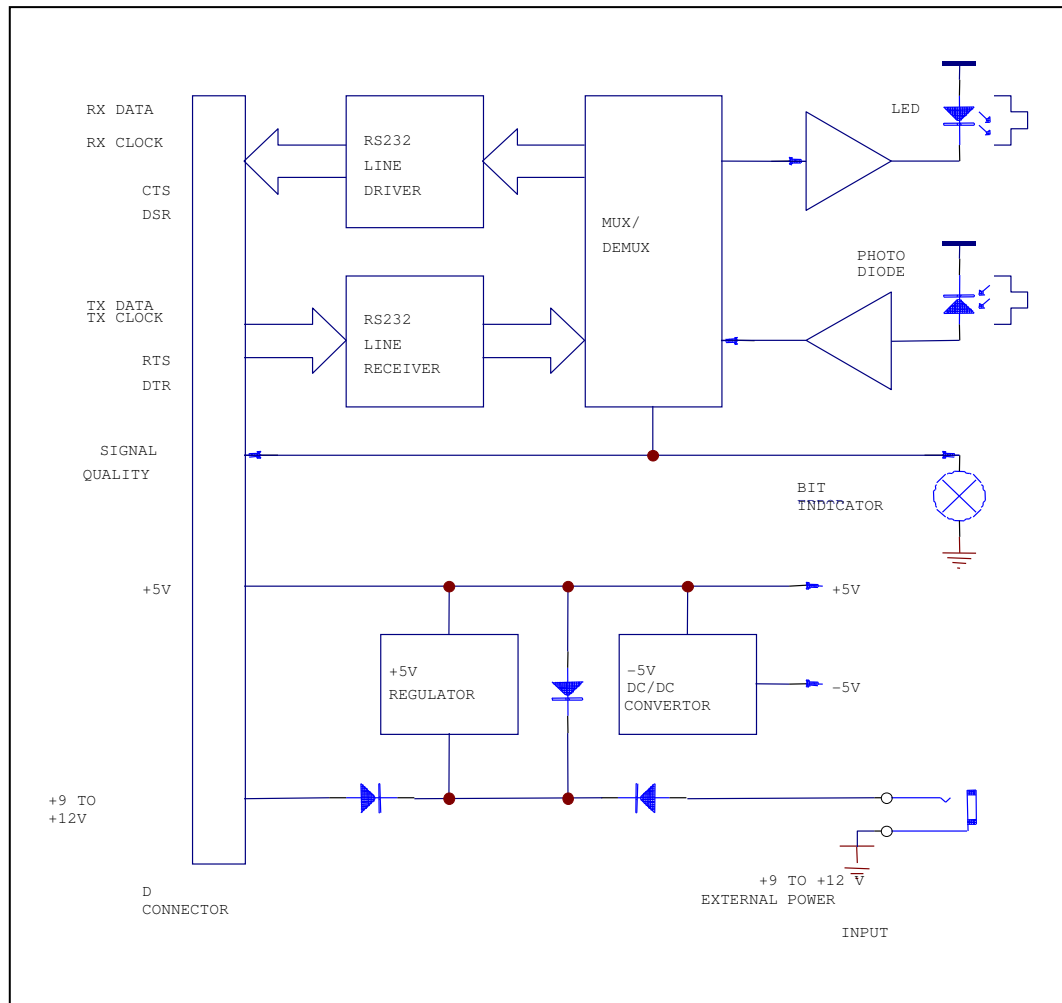 RX DATA
RX CLOCK
CTS
DSR
TX DATA
TX CLOCK
RTS
DTR
SIGNAL
QUALITY
+5V
+9 TO
+12V
D
CONNECTOR
RS232
LINE
DRIVER
RS232
LINE
RECEIVER
MUX/
DEMUX
LED
PHOTO
DIODE
BIT
INDTCATOR
+5V
REGULATOR
-5V
DC/DC
CONVERTOR
+5V
-5V
+9 TO +12 V
EXTERNAL POWER
INPUT